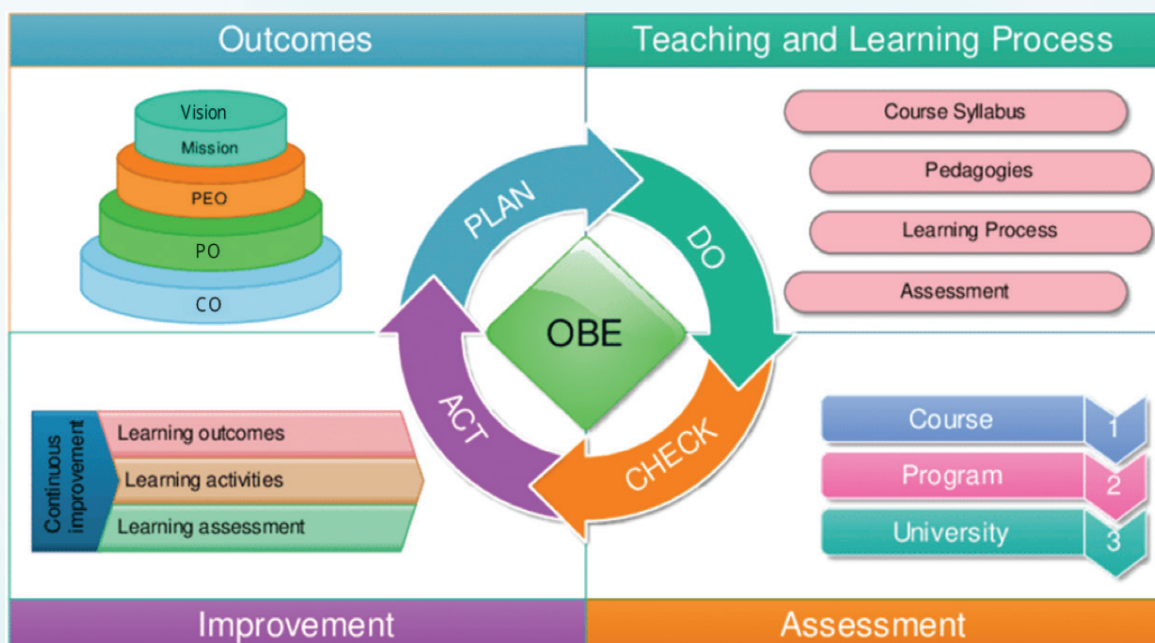 Outcomes
Teaching and Learning Process
Vision
Mission
PEO
PO
CO
Course Syllabus
Pedagogies
Learning Process
Assessment
PLAN
DO
CHECK
ACT
OBE
Continuous
improvement
Learning outcomes
Learning activities
Learning assessment
Course 1
Program 2
University 3
Improvement
Assessment